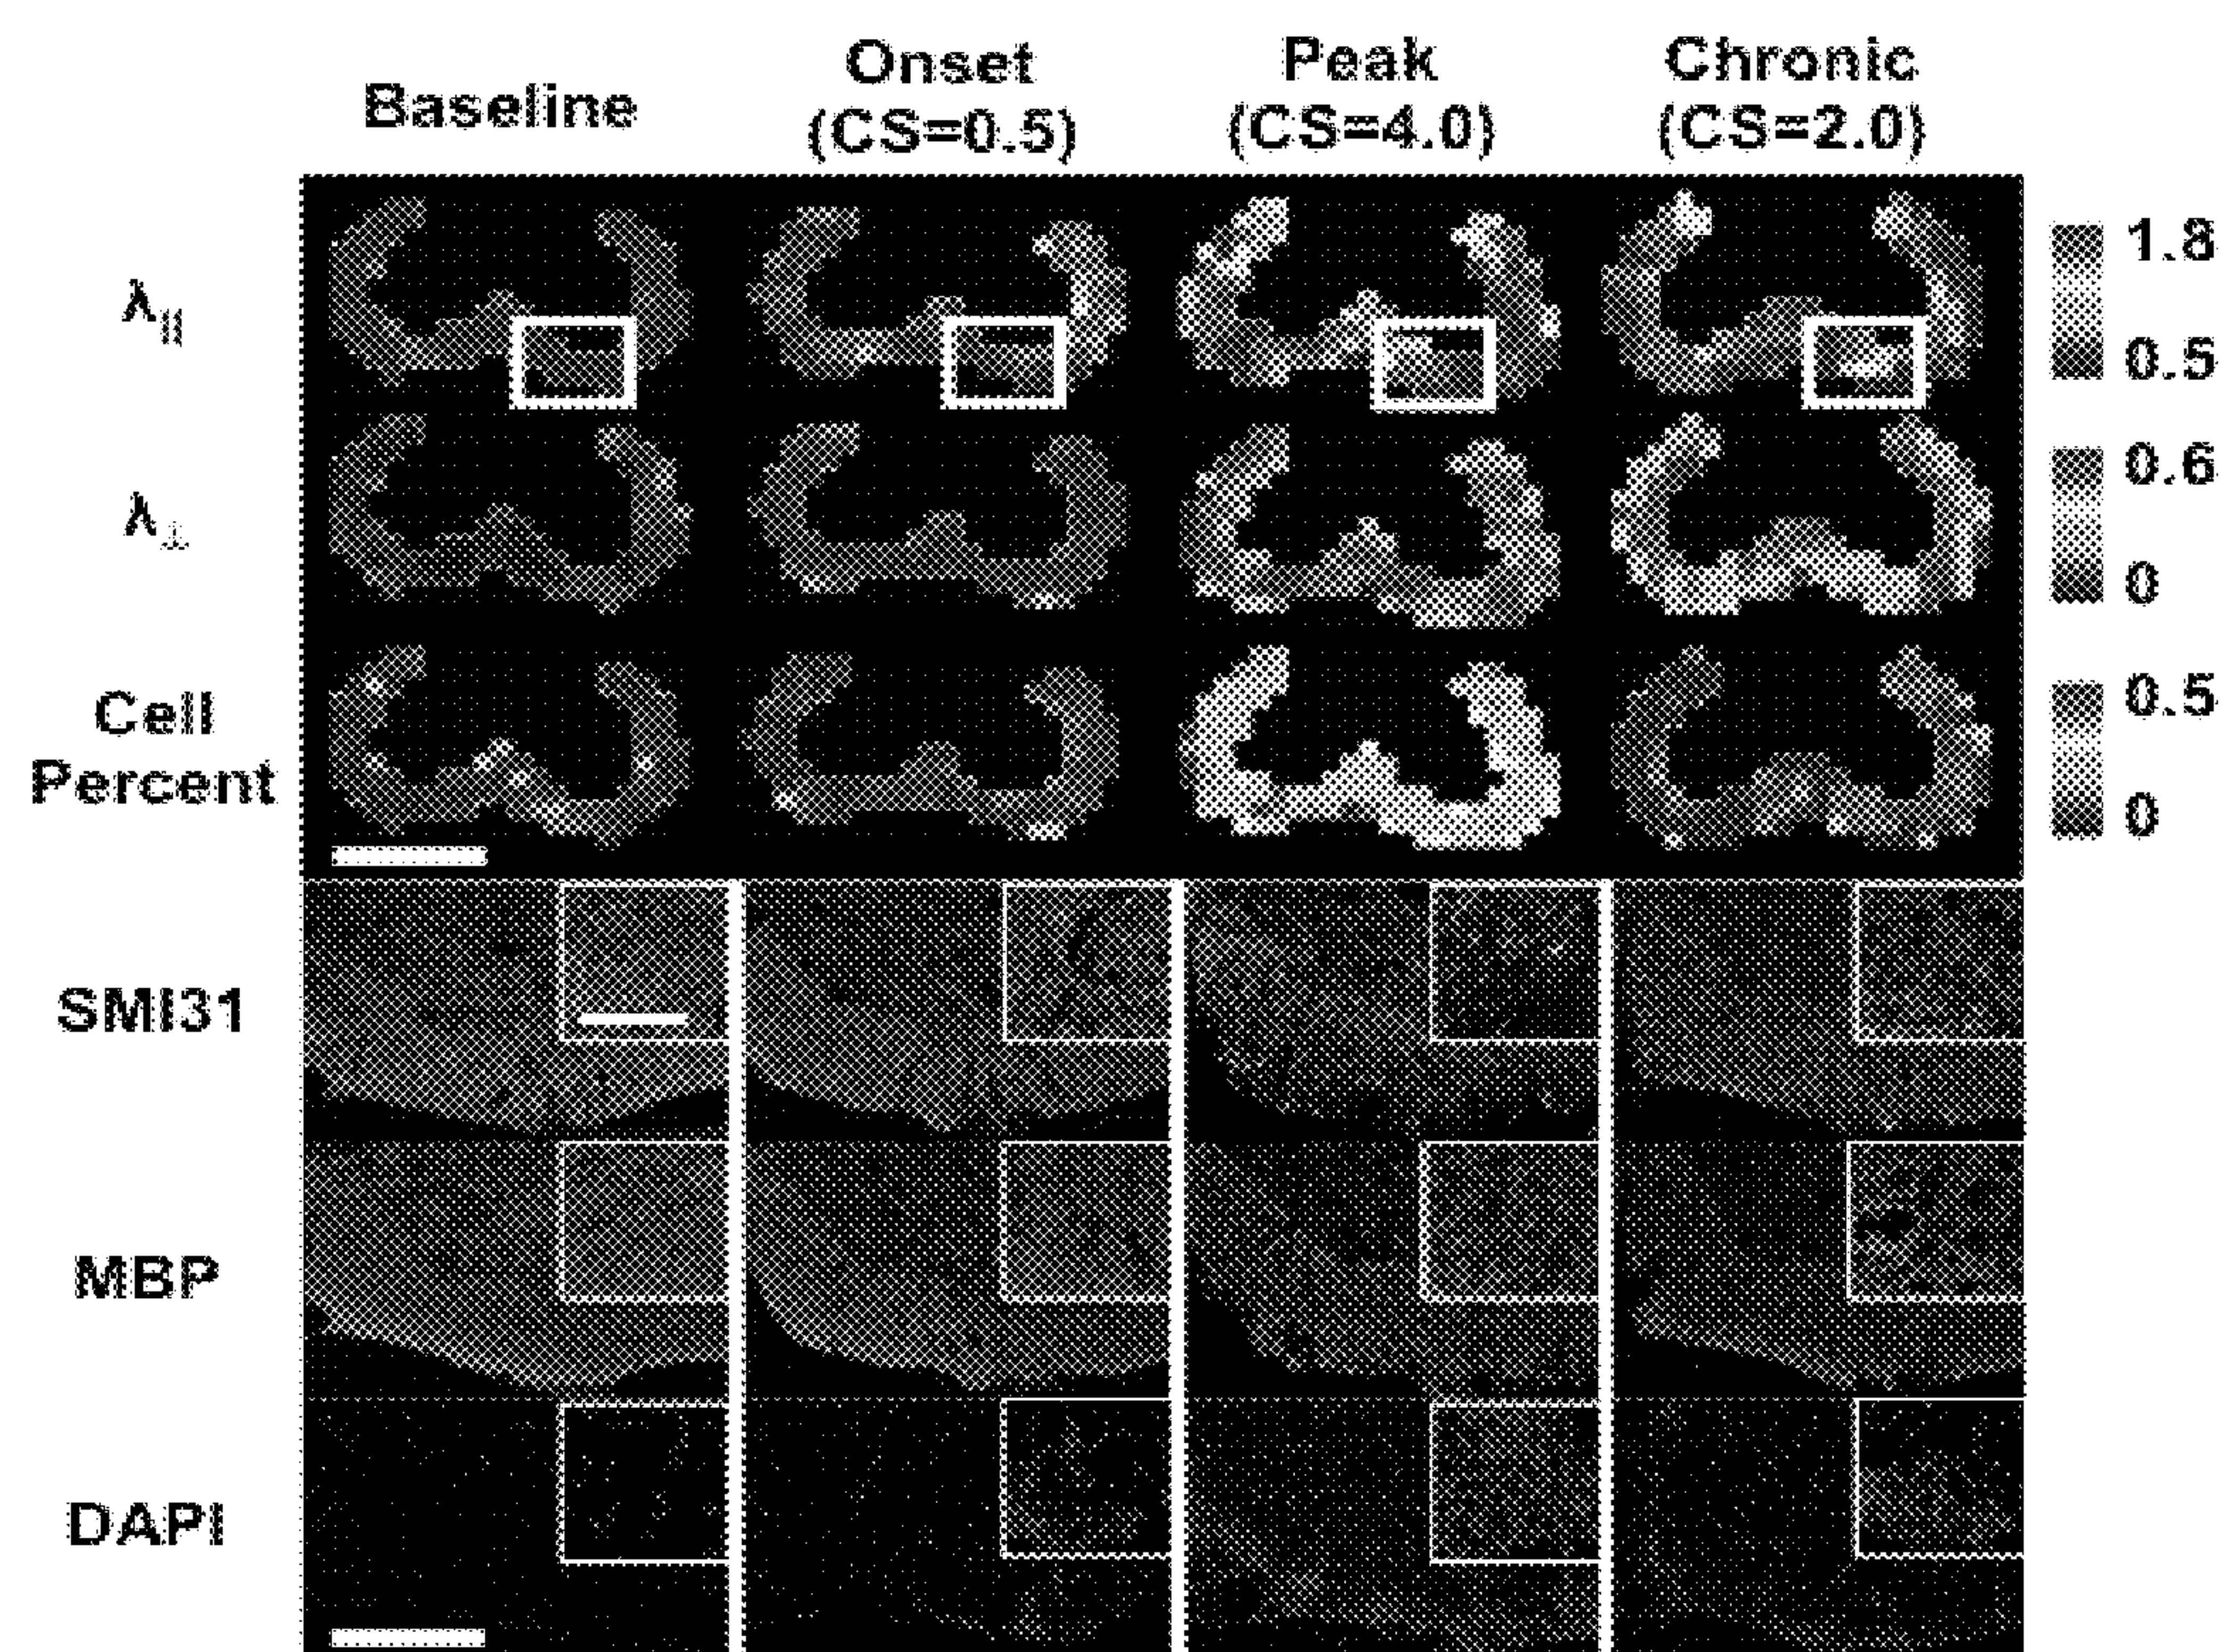 Baseline
Onset
(CS=0.5)
Peak
(CS=4.0)
Chronic
(CS=2.0)
λ||
1.8
0.5
λ⊥
0.6
0
Cell
Percent
0.5
0
SMI31
MBP
DAPI